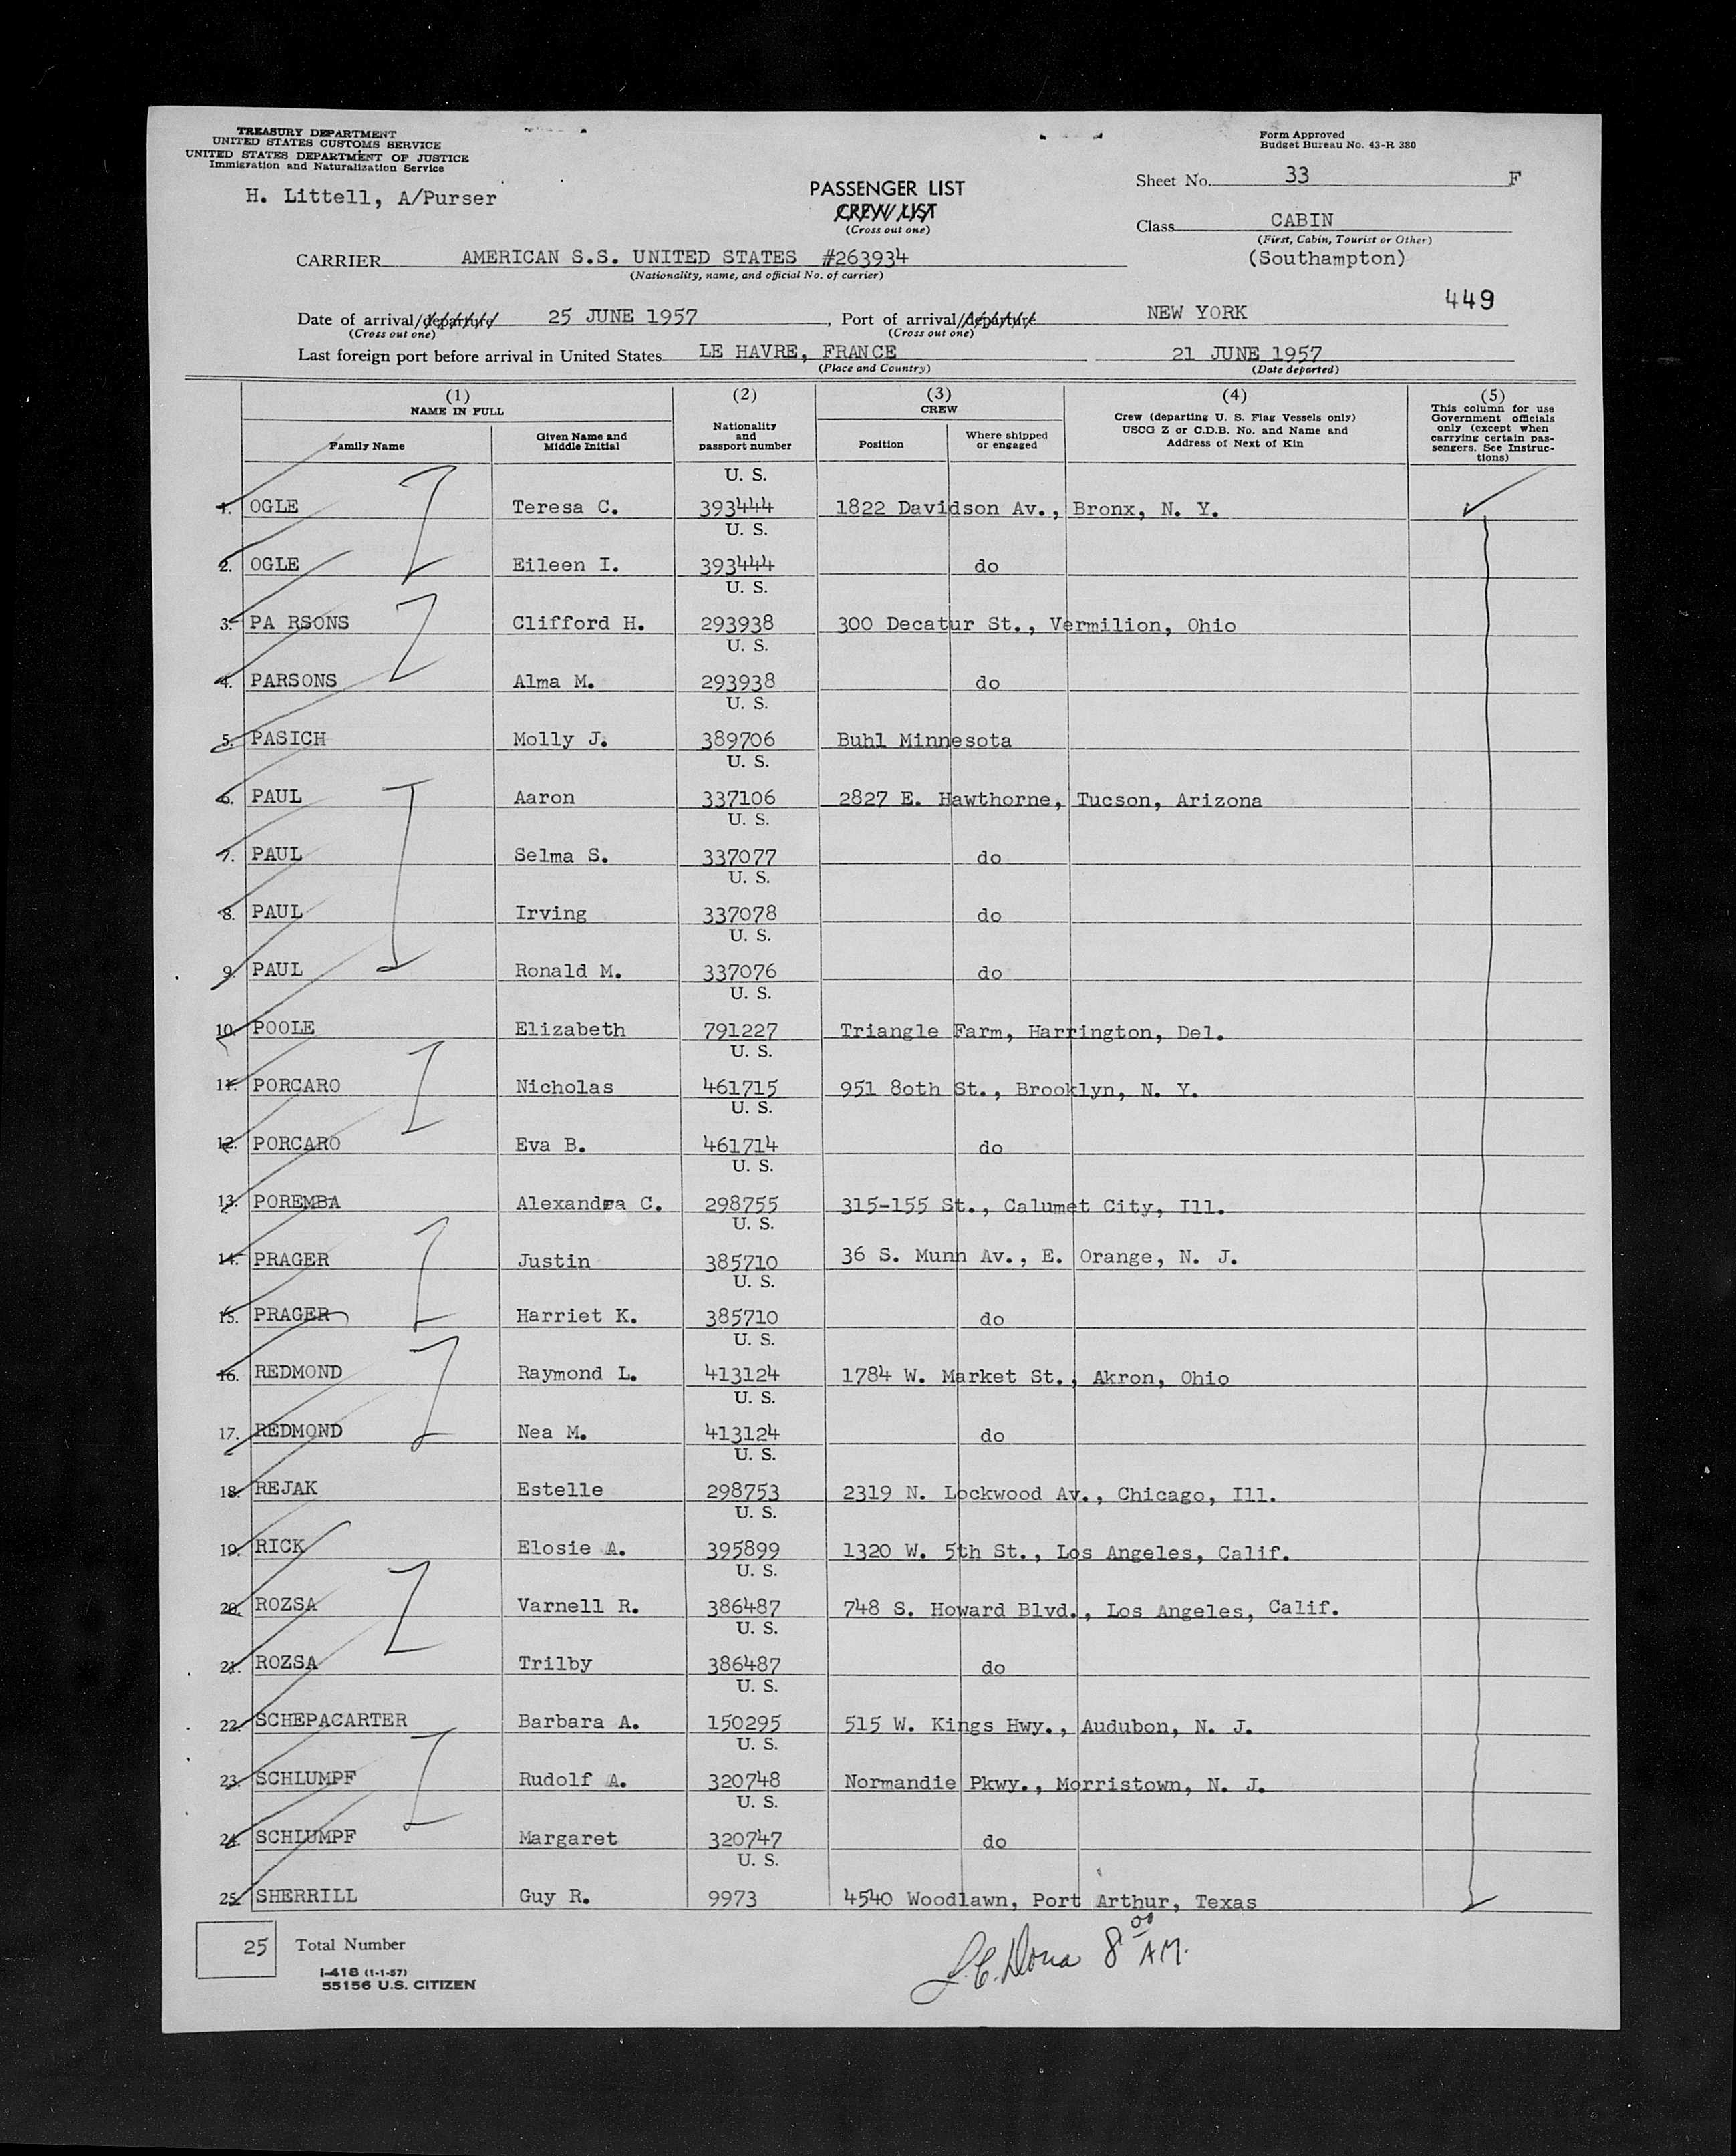 TREASURY DEPARTMENT
UNITED STATES CUSTOMS SERVICE
UNITED STATES DEPARTMENT OF JUSTICE
Immigration and Naturalization Service
H. Littell, A/Purser
Form Approved
Budget Bureau No. 43-R 380
PASSENGER LIST
CREW LIST
(Cross out one)
Sheet No. 33 F
Class CABIN
(First, Cabin, Tourist or Other)
(Southampton)
CARRIER AMERICAN S.S. UNITED STATES #263934
(Nationality, name, and official No. of carrier)
449
Date of arrival/departure 25 JUNE 1957, Port of arrival/departure NEW YORK
(Cross out one) (Cross out one)
Last foreign port before arrival in United States LE HAVRE, FRANCE 21 JUNE 1957
(Place and Country) (Date departed)
(1) (2) (3) (4) (5)
NAME IN FULL
Family Name
Given Name and
Middle Initial
Nationality
and
passport number
CREW
Position
Where shipped
or engaged
Crew (departing U. S. Flag Vessels only)
USCG Z or C.D.B. No. and Name and
Address of Next of Kin
This column for use
Government officials
only (except when
carrying certain pas-
sengers. See Instruc-
tions)
U. S.
1. OGLE Teresa C. 393444 1822 Davidson Av., Bronx, N. Y.
U. S.
2. OGLE Eileen I. 393444 do
U. S.
3. PA RSONS Clifford H. 293938 300 Decatur St., Vermilion, Ohio
U. S.
4. PARSONS Alma M. 293938 do
U. S.
5. PASICH Molly J. 389706 Buhl Minnesota
U. S.
6. PAUL Aaron 337106 2827 E. Hawthorne, Tucson, Arizona
U. S.
7. PAUL Selma S. 337077 do
U. S.
8. PAUL Irving 337078 do
U. S.
9. PAUL Ronald M. 337076 do
U. S.
10. POOLE Elizabeth 791227 Triangle Farm, Harrington, Del.
U. S.
11. PORCARO Nicholas 461715 951 80th St., Brooklyn, N. Y.
U. S.
12. PORCARO Eva B. 461714 do
U. S.
13. POREMBA Alexandra C. 298755 315-155 St., Calumet City, Ill.
U. S.
14. PRAGER Justin 385710 36 S. Munn Av., E. Orange, N. J.
U. S.
15. PRAGER Harriet K. 385710 do
U. S.
16. REDMOND Raymond L. 413124 1784 W. Market St., Akron, Ohio
U. S.
17. REDMOND Nea M. 413124 do
U. S.
18. REJAK Estelle 298753 2319 N. Lockwood Av., Chicago, Ill.
U. S.
19. RICK Elosie A. 395899 1320 W. 5th St., Los Angeles, Calif.
U. S.
20. ROZSA Varnell R. 386487 748 S. Howard Blvd., Los Angeles, Calif.
U. S.
21. ROZSA Trilby 386487 do
U. S.
22. SCHEPACARTER Barbara A. 150295 515 W. Kings Hwy., Audubon, N. J.
U. S.
23. SCHLUMPF Rudolf A. 320748 Normandie Pkwy., Morristown, N. J.
U. S.
24. SCHLUMPF Margaret 320747 do
U. S.
25. SHERRILL Guy R. 9973 4540 Woodlawn, Port Arthur, Texas
25 Total Number
I-418 (1-1-57)
55156 U.S. CITIZEN
8 00 AM.